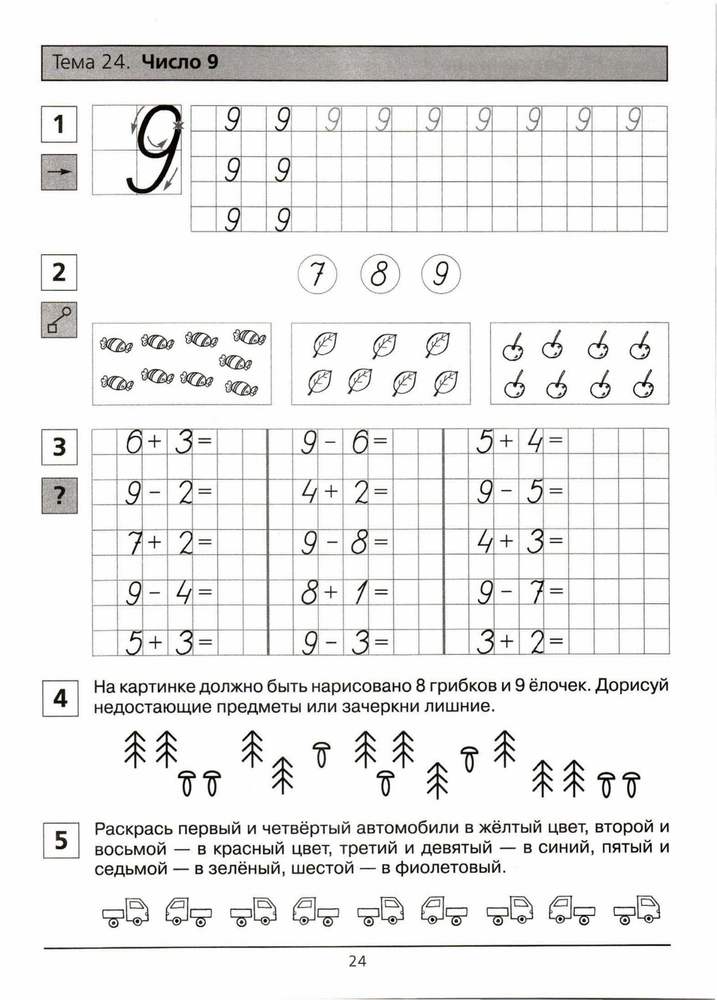 Тема 24. Число 9
1
9
9 9 9 9 9 9 9 9 9
9 9
9 9
2
7 8 9
3
6 + 3 = 9 - 6 = 5 + 4 =
?
9 - 2 = 4 + 2 = 9 - 5 =
7 + 2 = 9 - 8 = 4 + 3 =
9 - 4 = 8 + 1 = 9 - 7 =
5 + 3 = 9 - 3 = 3 + 2 =
4
На картинке должно быть нарисовано 8 грибков и 9 ёлочек. Дорисуй
недостающие предметы или зачеркни лишние.
5
Раскрась первый и четвёртый автомобили в жёлтый цвет, второй и
восьмой — в красный цвет, третий и девятый — в синий, пятый и
седьмой — в зелёный, шестой — в фиолетовый.
24